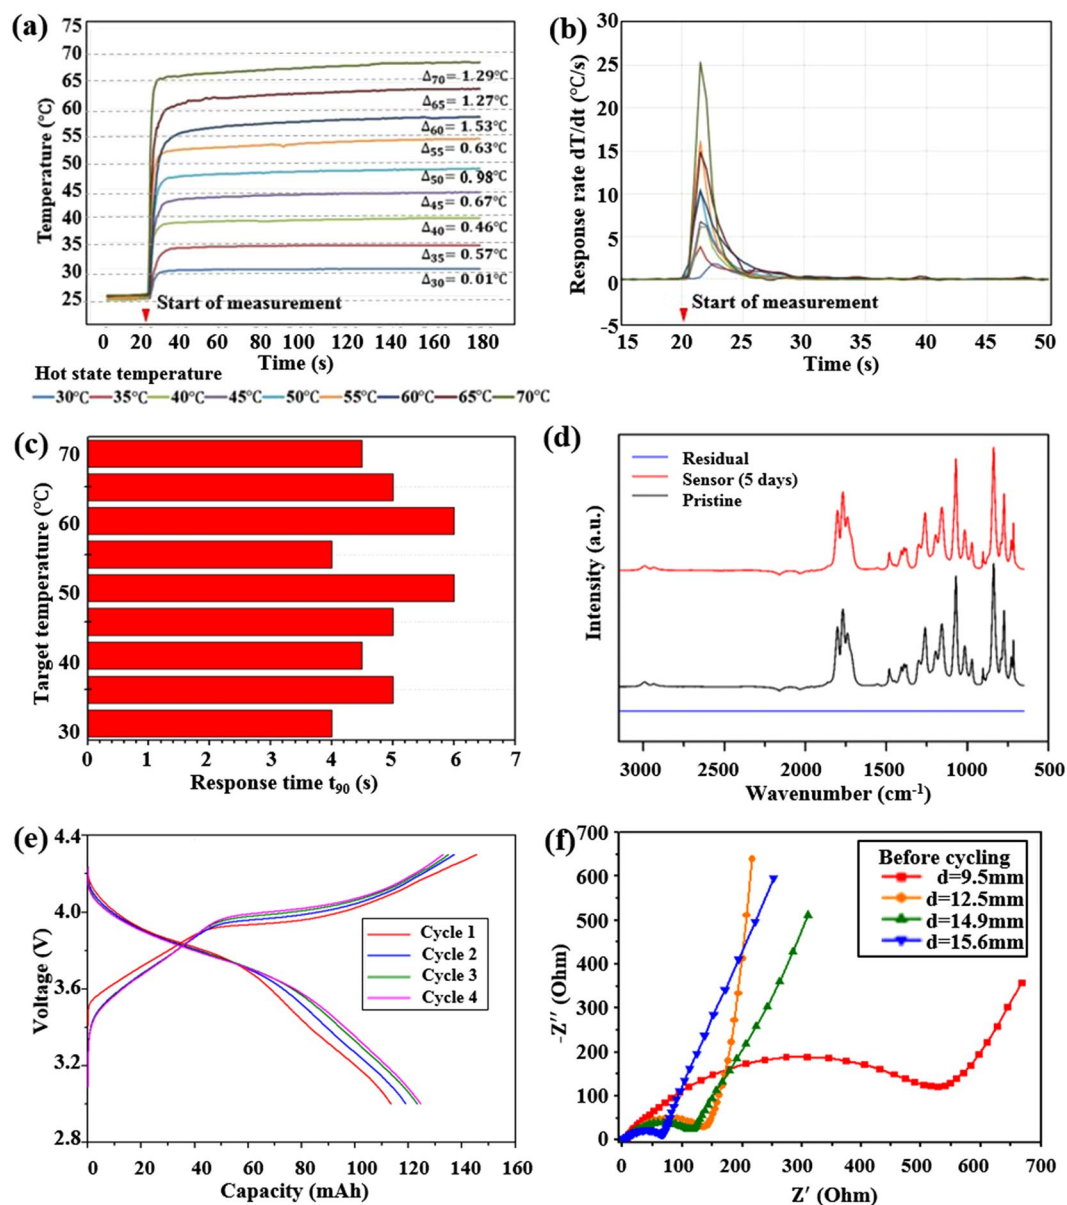 (a)
75
70
65
60
55
50
45
40
35
30
25
Temperature (°C)
Δ70= 1.29°C
Δ65= 1.27°C
Δ60= 1.53°C
Δ55= 0.63°C
Δ50= 0.98°C
Δ45= 0.67°C
Δ40= 0.46°C
Δ35= 0.57°C
Δ30= 0.01°C
Start of measurement
0 20 40 60 80 100 120 140 160 180
Time (s)
Hot state temperature
30°C 35°C 40°C 45°C 50°C 55°C 60°C 65°C 70°C
(b)
30
25
20
15
10
5
0
-5
Response rate dT/dt (°C/s)
Start of measurement
15 20 25 30 35 40 45 50
Time (s)
(c)
70
60
50
40
30
Target temperature (°C)
0 1 2 3 4 5 6 7
Response time t90 (s)
(d)
Residual
Sensor (5 days)
Pristine
Intensity (a.u.)
3000 2500 2000 1500 1000 500
Wavenumber (cm-1)
(e)
4.4
4.0
3.6
3.2
2.8
Voltage (V)
Cycle 1
Cycle 2
Cycle 3
Cycle 4
0 20 40 60 80 100 120 140 160
Capacity (mAh)
(f)
700
600
500
400
300
200
100
0
-Z′′ (Ohm)
Before cycling
d=9.5mm
d=12.5mm
d=14.9mm
d=15.6mm
0 100 200 300 400 500 600 700
Z′ (Ohm)